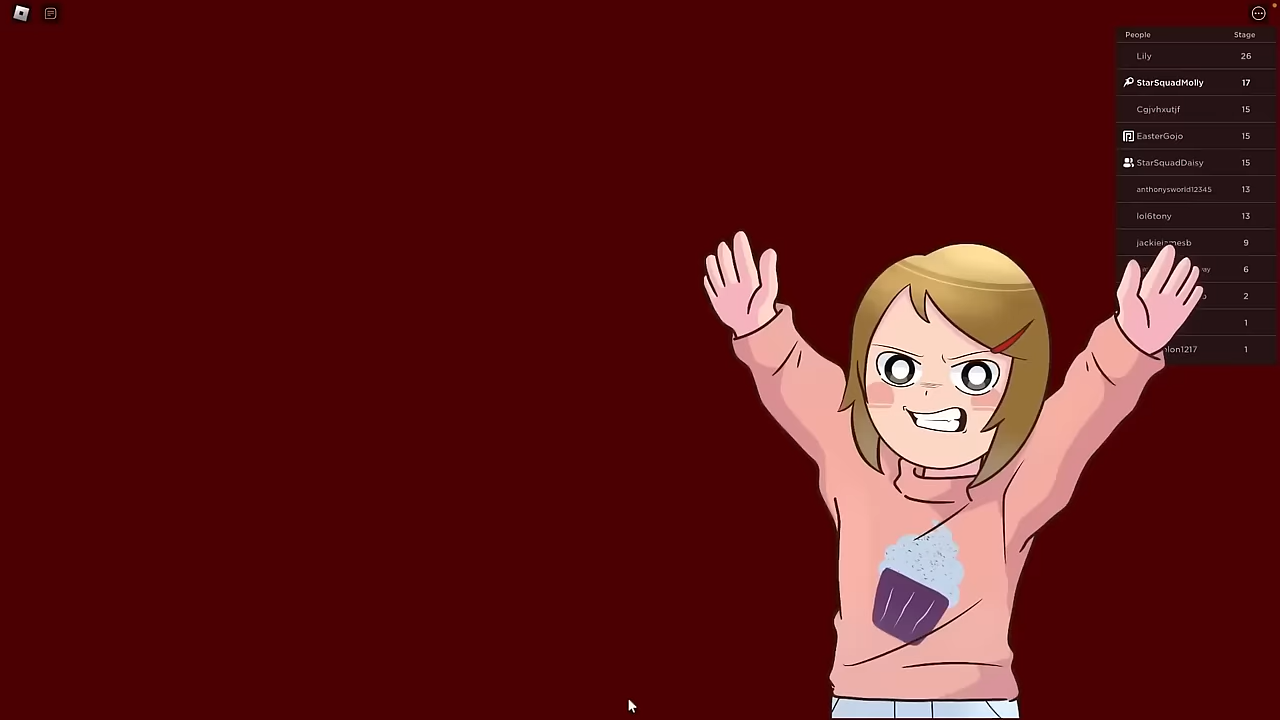 People Stage
Lily 26
StarSquadMolly 17
Cgjvhxutjf 15
EasterGojo 15
StarSquadDaisy 15
anthonysworld12345 13
lol6tony 13
9
6
2
1
1